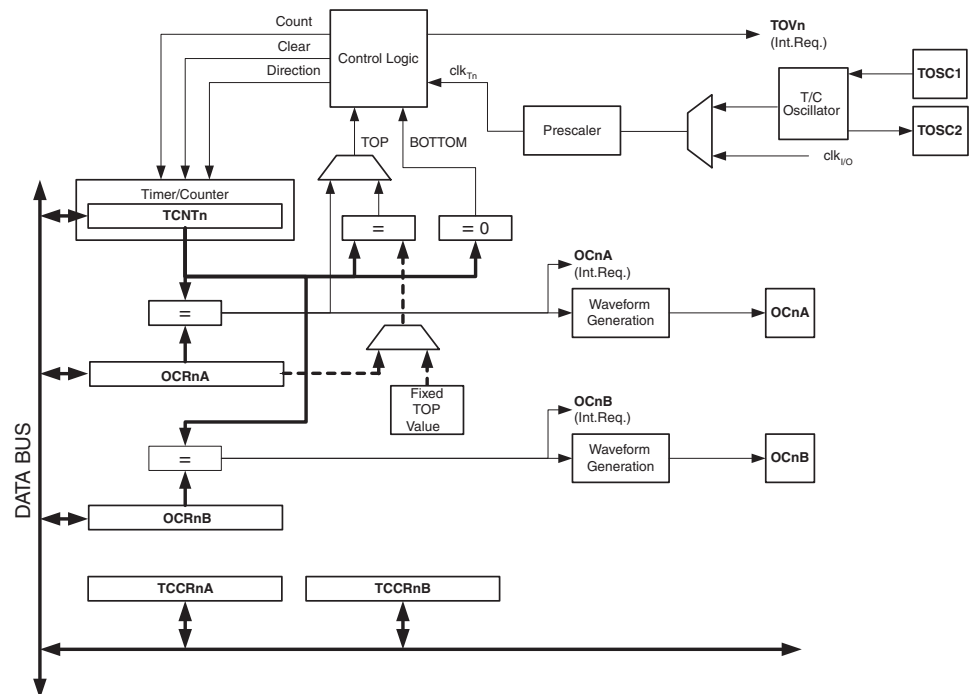 Count
Clear
Direction
Control Logic
TOVn
(Int.Req.)
clkTn
TOSC1
T/C
Oscillator
TOSC2
Prescaler
clkI/O
TOP
BOTTOM
Timer/Counter
TCNTn
=
= 0
=
OCnA
(Int.Req.)
Waveform
Generation
OCnA
OCRnA
Fixed
TOP
Value
OCnB
(Int.Req.)
=
Waveform
Generation
OCnB
OCRnB
DATA BUS
TCCRnA
TCCRnB